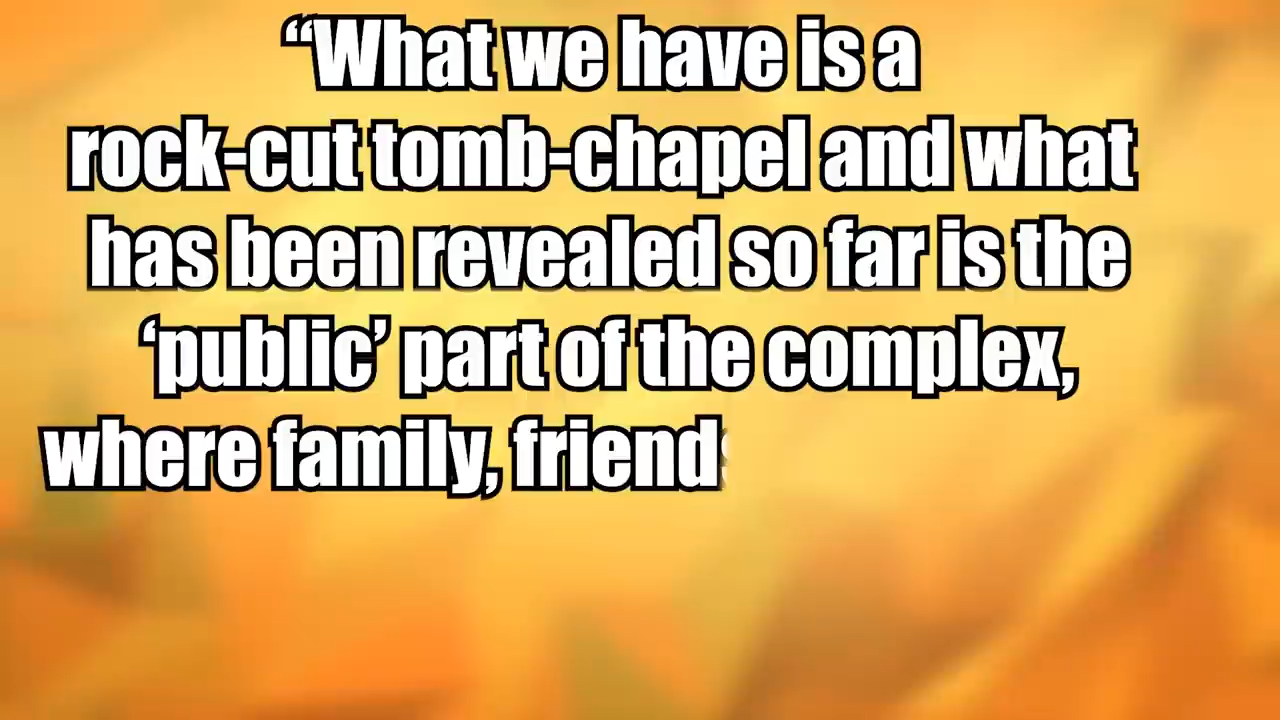 “What we have is a
rock-cut tomb-chapel and what
has been revealed so far is the
‘public’ part of the complex,
where family, friends